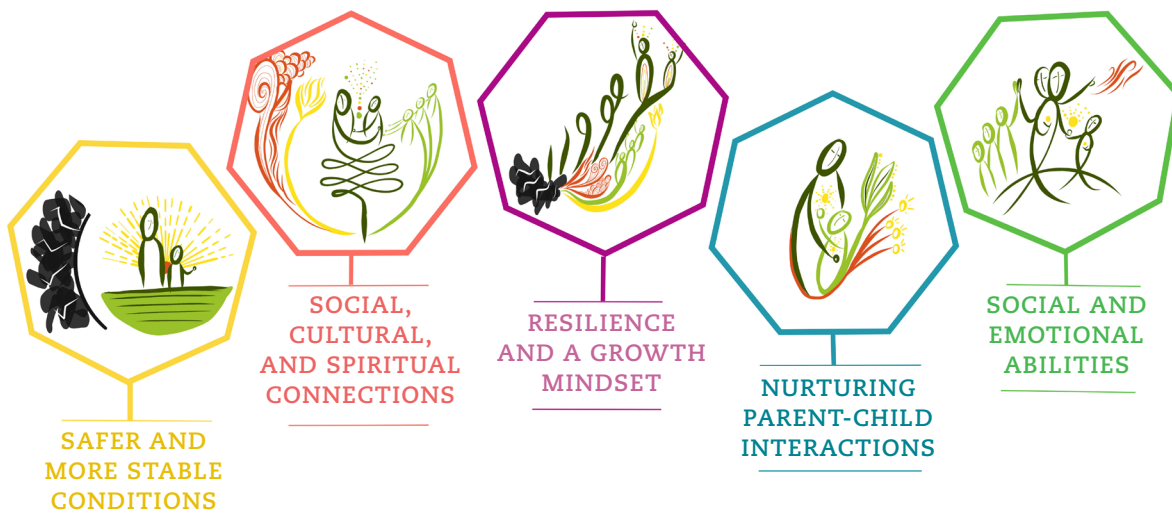 SAFER AND
MORE STABLE
CONDITIONS
SOCIAL,
CULTURAL,
AND SPIRITUAL
CONNECTIONS
RESILIENCE
AND A GROWTH
MINDSET
NURTURING
PARENT-CHILD
INTERACTIONS
SOCIAL AND
EMOTIONAL
ABILITIES